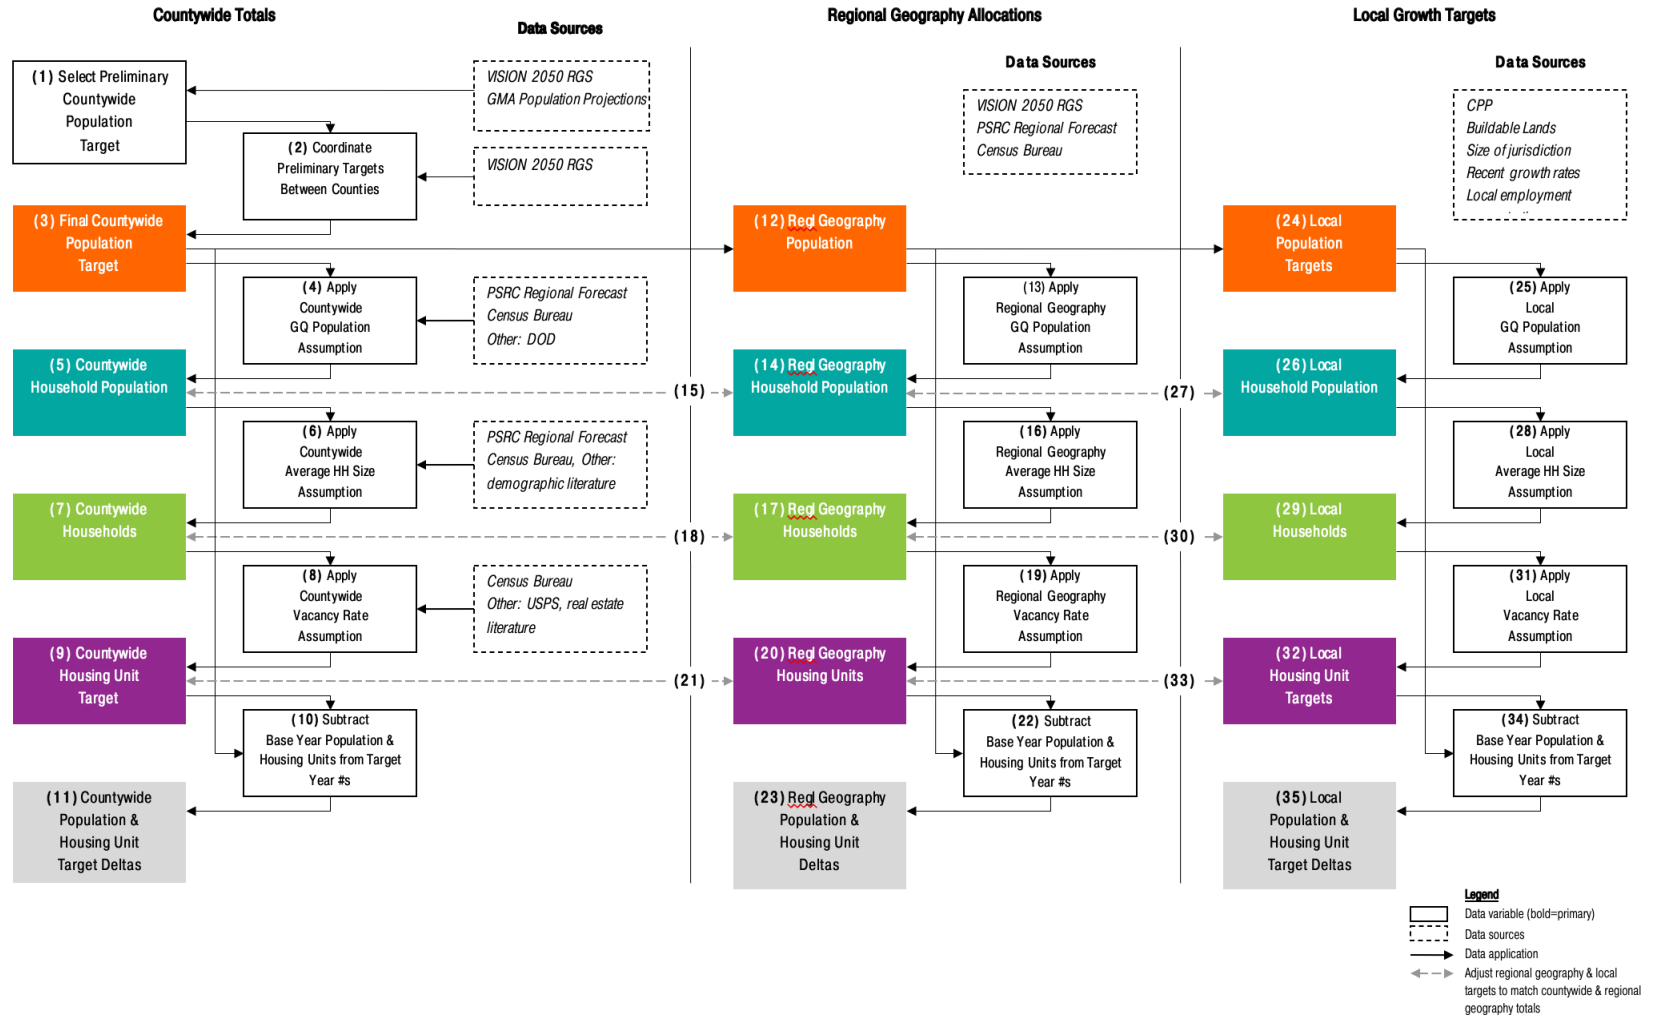 Countywide Totals
Data Sources
(1) Select Preliminary
Countywide
Population
Target
VISION 2050 RGS
GMA Population Projections
(2) Coordinate
Preliminary Targets
Between Counties
VISION 2050 RGS
(3) Final Countywide
Population
Target
(4) Apply
Countywide
GQ Population
Assumption
PSRC Regional Forecast
Census Bureau
Other: DOD
(5) Countywide
Household Population
(6) Apply
Countywide
Average HH Size
Assumption
PSRC Regional Forecast
Census Bureau, Other:
demographic literature
(7) Countywide
Households
(8) Apply
Countywide
Vacancy Rate
Assumption
Census Bureau
Other: USPS, real estate
literature
(9) Countywide
Housing Unit
Target
(10) Subtract
Base Year Population &
Housing Units from Target
Year #s
(11) Countywide
Population &
Housing Unit
Target Deltas
(15)
(18)
(21)
Regional Geography Allocations
Data Sources
VISION 2050 RGS
PSRC Regional Forecast
Census Bureau
(12) Regl Geography
Population
(13) Apply
Regional Geography
GQ Population
Assumption
(14) Regl Geography
Household Population
(16) Apply
Regional Geography
Average HH Size
Assumption
(17) Regl Geography
Households
(19) Apply
Regional Geography
Vacancy Rate
Assumption
(20) Regl Geography
Housing Units
(22) Subtract
Base Year Population &
Housing Units from Target
Year #s
(23) Regl Geography
Population &
Housing Unit
Deltas
(27)
(30)
(33)
Local Growth Targets
Data Sources
CPP
Buildable Lands
Size of jurisdiction
Recent growth rates
Local employment
(24) Local
Population
Targets
(25) Apply
Local
GQ Population
Assumption
(26) Local
Household Population
(28) Apply
Local
Average HH Size
Assumption
(29) Local
Households
(31) Apply
Local
Vacancy Rate
Assumption
(32) Local
Housing Unit
Targets
(34) Subtract
Base Year Population &
Housing Units from Target
Year #s
(35) Local
Population &
Housing Unit
Target Deltas
Legend
Data variable (bold=primary)
Data sources
Data application
Adjust regional geography & local
targets to match countywide & regional
geography totals